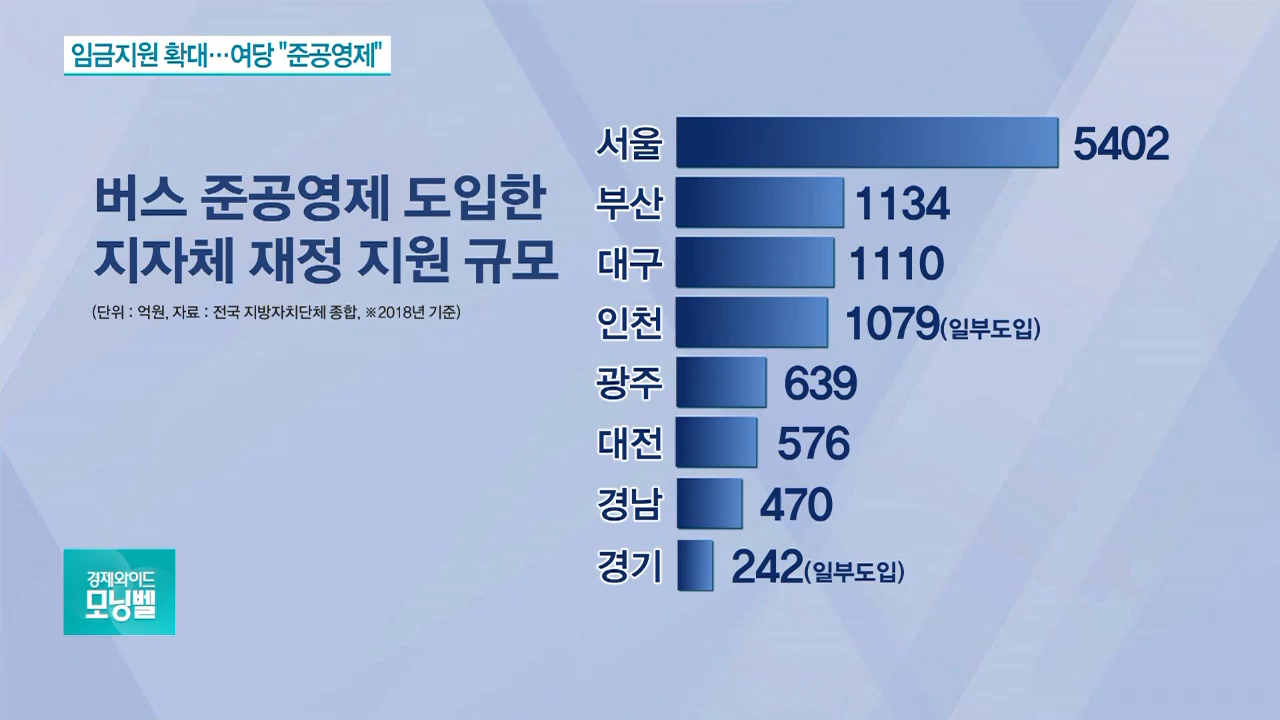 임금지원 확대…여당 "준공영제"
버스 준공영제 도입한
지자체 재정 지원 규모
(단위 : 억원, 자료 : 전국 지방자치단체 종합, ※2018년 기준)
서울 5402
부산 1134
대구 1110
인천 1079(일부도입)
광주 639
대전 576
경남 470
경기 242(일부도입)
경제와이드
모닝벨